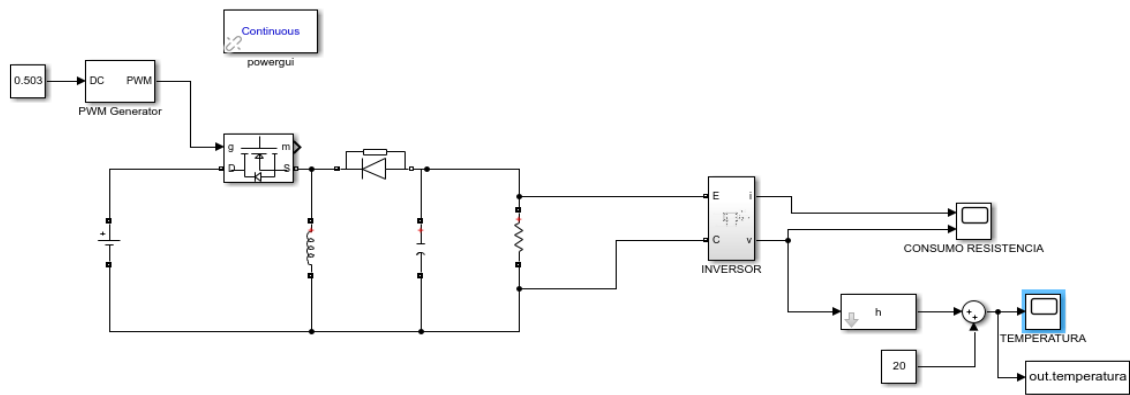 Continuous
powergui
0.503
DC
PWM
PWM Generator
g
m
D
S
+
+
+
+
E
i
C
v
INVERSOR
CONSUMO RESISTENCIA
h
+
+
TEMPERATURA
20
out.temperatura